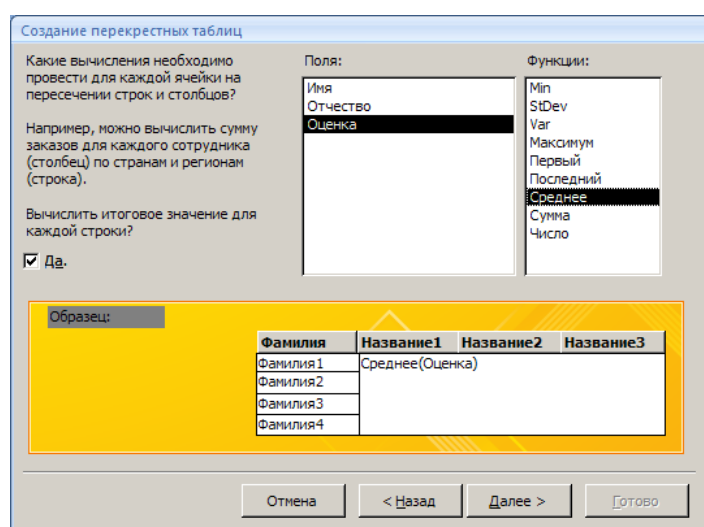 Создание перекрестных таблиц
Какие вычисления необходимо
провести для каждой ячейки на
пересечении строк и столбцов?
Например, можно вычислить сумму
заказов для каждого сотрудника
(столбец) по странам и регионам
(строка).
Вычислить итоговое значение для
каждой строки?
Да.
Поля:
Имя
Отчество
Оценка
Функции:
Min
StDev
Var
Максимум
Первый
Последний
Среднее
Сумма
Число
Образец:
Фамилия Название1 Название2 Название3
Фамилия1 Среднее(Оценка)
Фамилия2
Фамилия3
Фамилия4
Отмена < Назад Далее > Готово